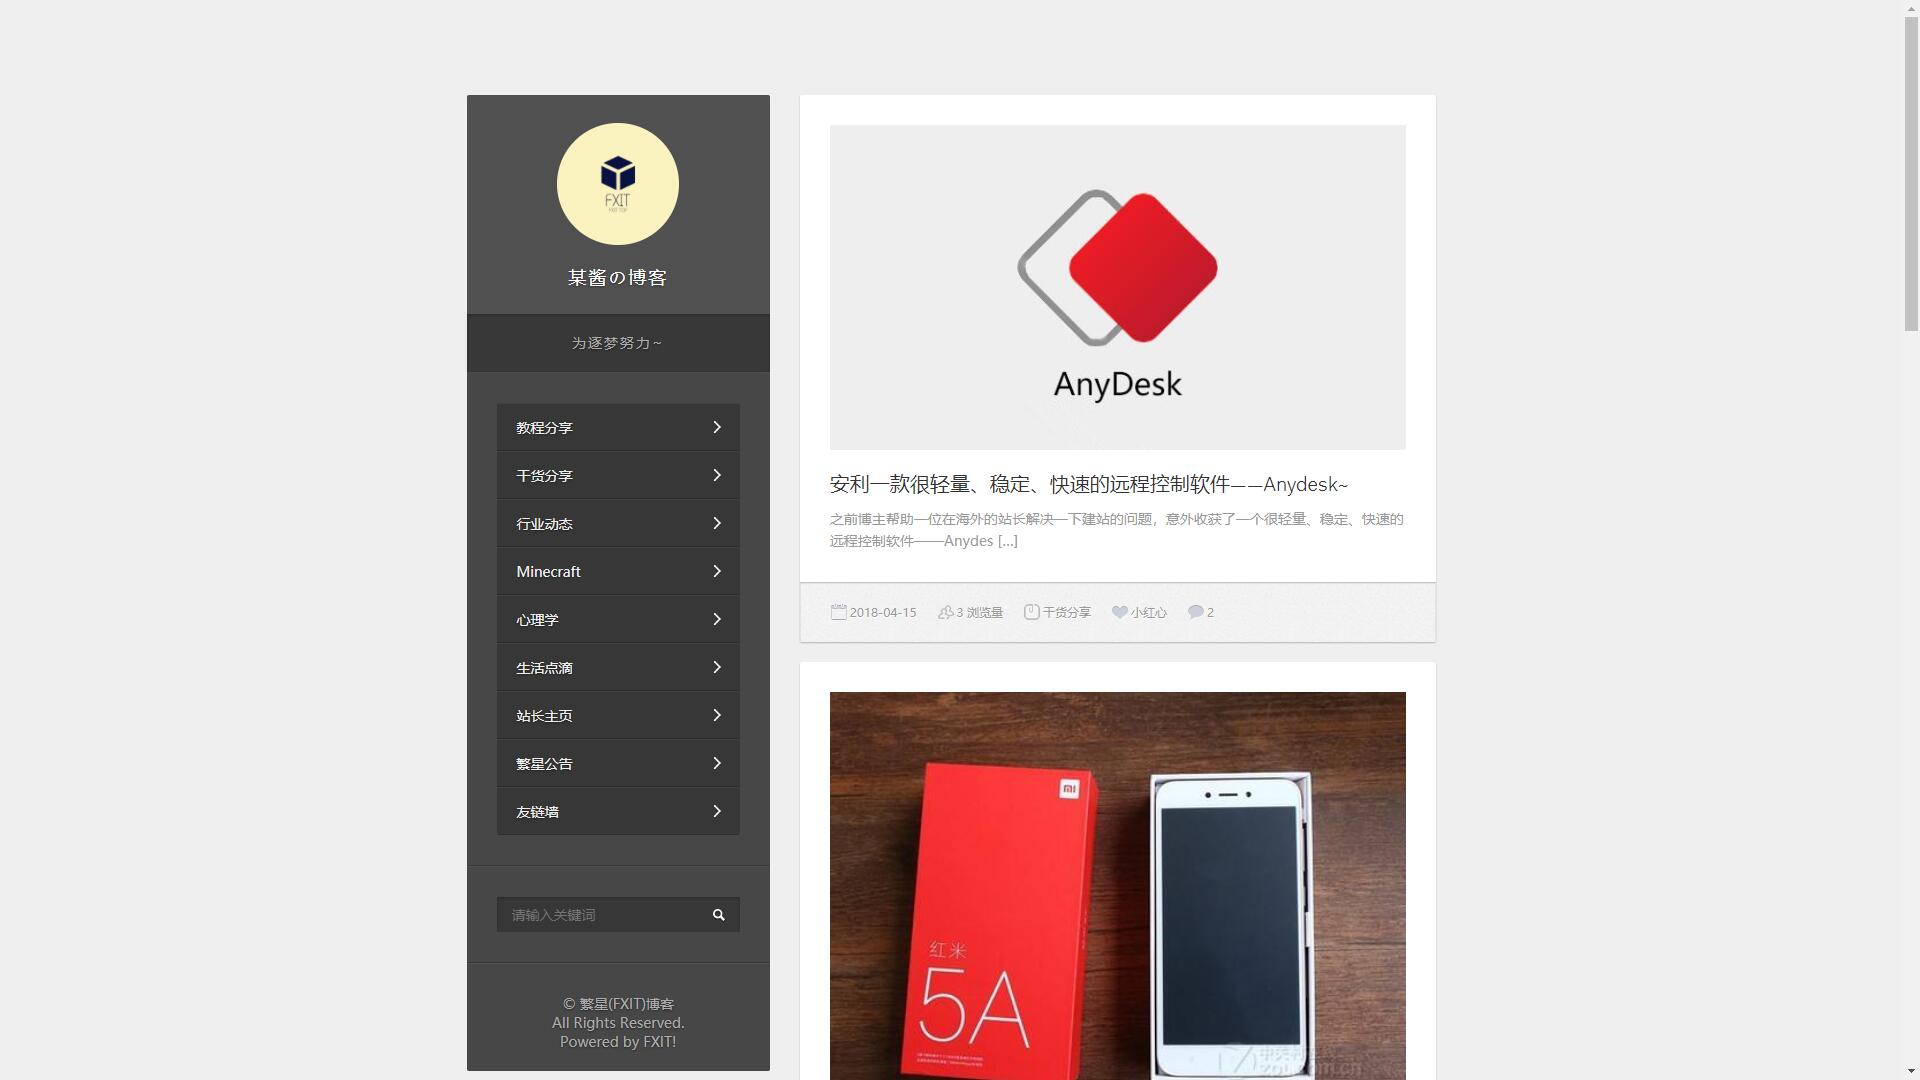 FXIT
某酱の博客
为逐梦努力~
教程分享
干货分享
行业动态
Minecraft
心理学
生活点滴
站长主页
繁星公告
友链墙
请输入关键词
© 繁星(FXIT)博客
All Rights Reserved.
Powered by FXIT!
AnyDesk
安利一款很轻量、稳定、快速的远程控制软件——Anydesk~
之前博主帮助一位在海外的站长解决一下建站的问题，意外收获了一个很轻量、稳定、快速的
远程控制软件——Anydes [...]
2018-04-15 3 浏览量 干货分享 小红心 2
红米
5A